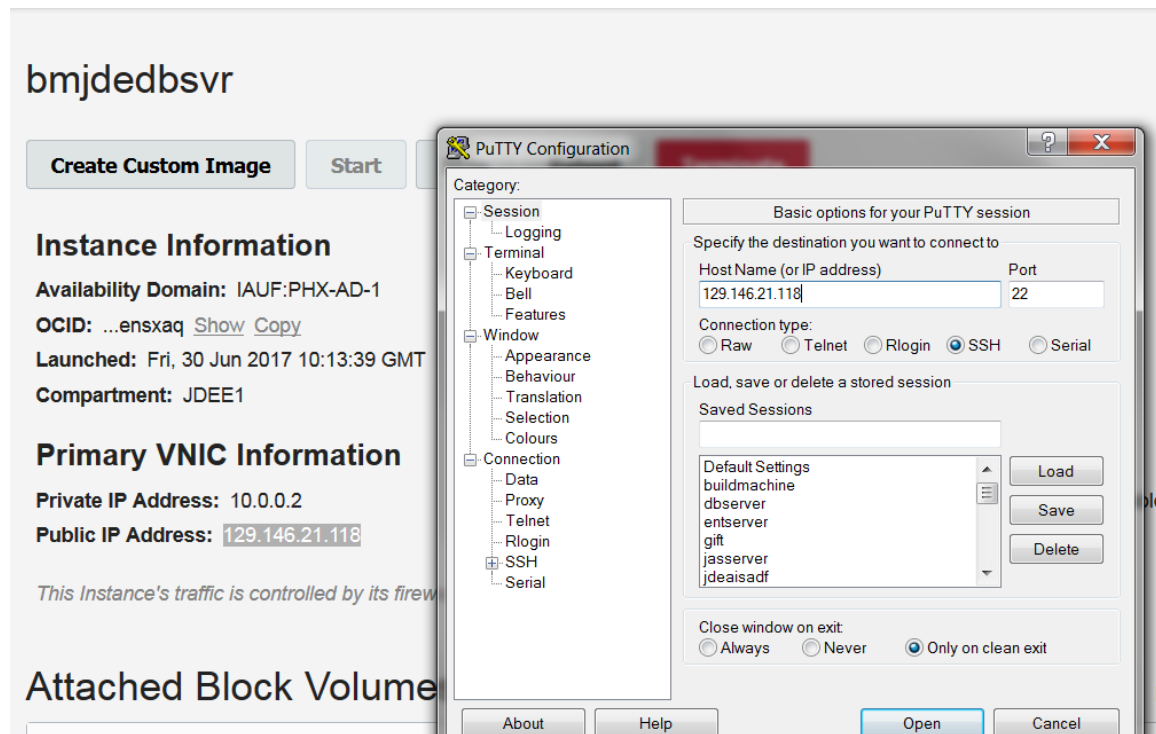 bmjdedbsvr
Create Custom Image
Start
Instance Information
Availability Domain: IAUF:PHX-AD-1
OCID: ...ensxaq Show Copy
Launched: Fri, 30 Jun 2017 10:13:39 GMT
Compartment: JDEE1
Primary VNIC Information
Private IP Address: 10.0.0.2
Public IP Address: 129.146.21.118
This Instance's traffic is controlled by its firew
Attached Block Volume
PuTTY Configuration
Category:
Session
Logging
Terminal
Keyboard
Bell
Features
Window
Appearance
Behaviour
Translation
Selection
Colours
Connection
Data
Proxy
Telnet
Rlogin
SSH
Serial
Basic options for your PuTTY session
Specify the destination you want to connect to
Host Name (or IP address) Port
129.146.21.118 22
Connection type:
Raw Telnet Rlogin SSH Serial
Load, save or delete a stored session
Saved Sessions
Default Settings
buildmachine
dbserver
entserver
gift
jasserver
jdeaisadf
Load
Save
Delete
Close window on exit:
Always Never Only on clean exit
About Help Open Cancel